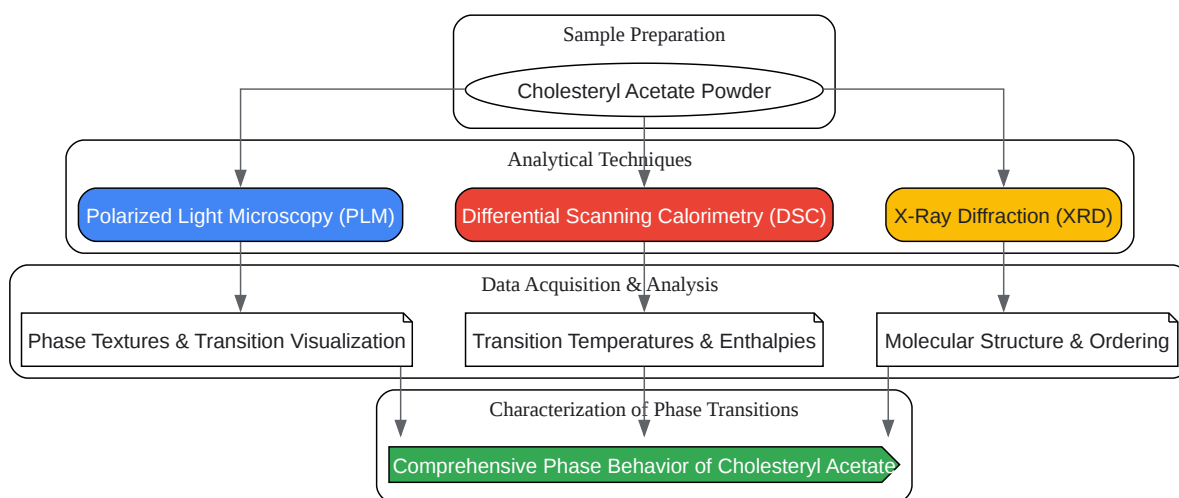 Sample Preparation
Cholesteryl Acetate Powder
Analytical Techniques
Polarized Light Microscopy (PLM)
Differential Scanning Calorimetry (DSC)
X-Ray Diffraction (XRD)
Data Acquisition & Analysis
Phase Textures & Transition Visualization
Transition Temperatures & Enthalpies
Molecular Structure & Ordering
Characterization of Phase Transitions
Comprehensive Phase Behavior of Cholesteryl Acetate